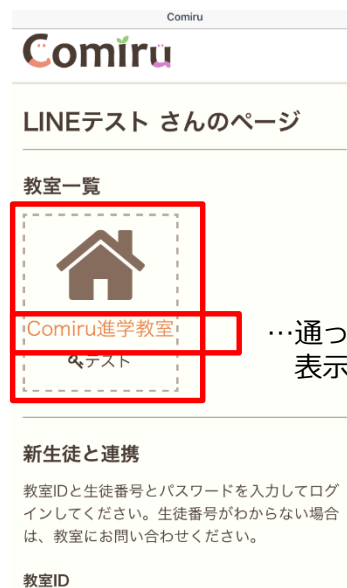 Comiru
Comiru
LINEテスト さんのページ
教室一覧
Comiru進学教室
テスト
…通っ
表示
新生徒と連携
教室IDと生徒番号とパスワードを入力してログ
インしてください。生徒番号がわからない場合
は、教室にお問い合わせください。
教室ID